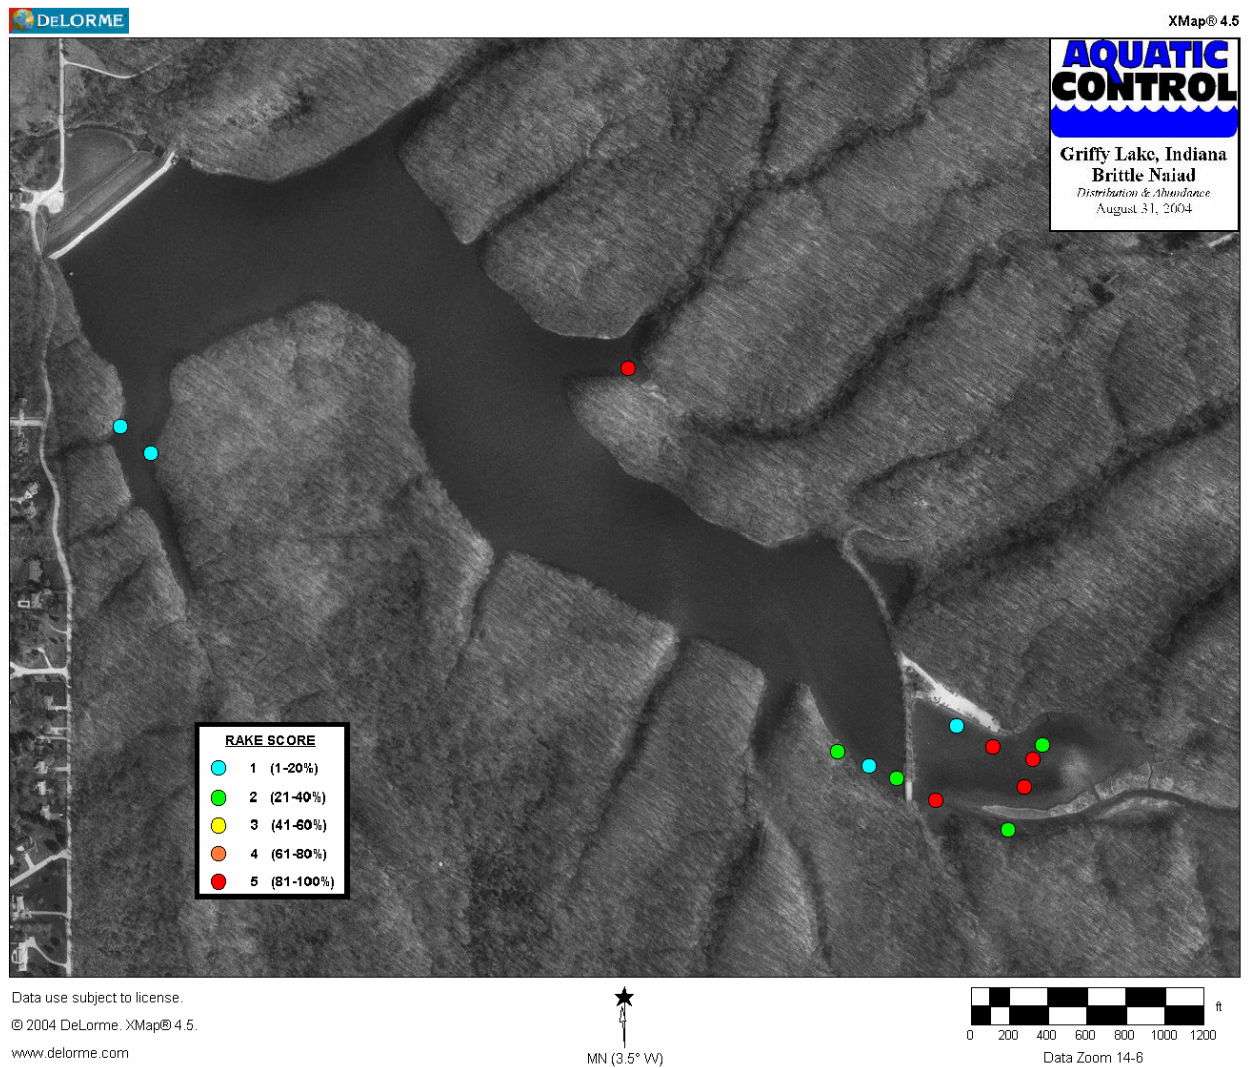 DELORME
XMap® 4.5
AQUATIC
CONTROL
Griffy Lake, Indiana
Brittle Naiad
Distribution & Abundance
August 31, 2004
RAKE SCORE
1 (1-20%)
2 (21-40%)
3 (41-60%)
4 (61-80%)
5 (81-100%)
Data use subject to license.
© 2004 DeLorme. XMap® 4.5.
www.delorme.com
MN (3.5° W)
ft
0 200 400 600 800 1000 1200
Data Zoom 14-6